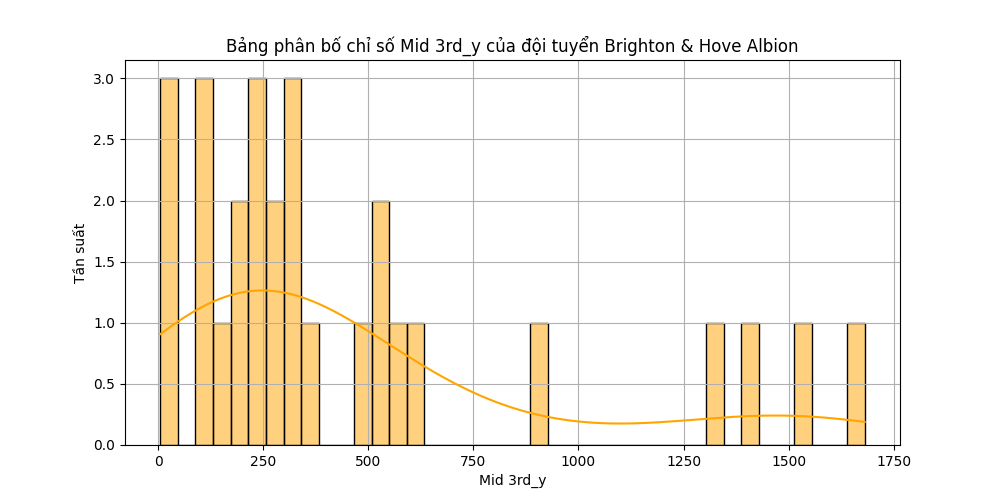 Bảng phân bố chỉ số Mid 3rd_y của đội tuyển Brighton & Hove Albion
3.0
2.5
2.0
1.5
1.0
0.5
0.0
Tần suất
0 250 500 750 1000 1250 1500 1750
Mid 3rd_y